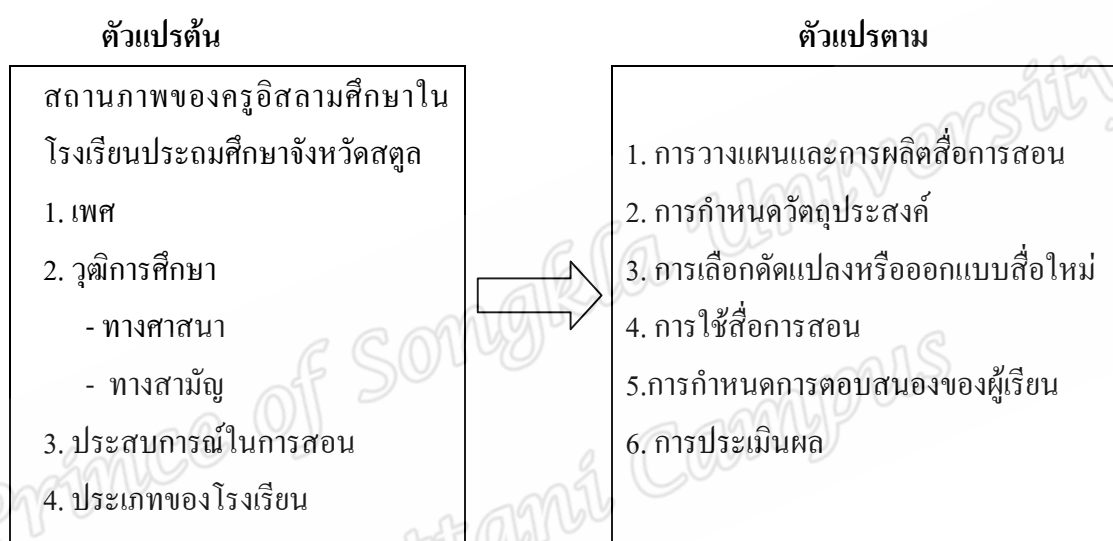 ตัวแปรต้น
สถานภาพของครูอิสลามศึกษาใน
โรงเรียนประถมศึกษาจังหวัดสตูล
1. เพศ
2. วุฒิการศึกษา
- ทางศาสนา
- ทางสามัญ
3. ประสบการณ์ในการสอน
4. ประเภทของโรงเรียน
ตัวแปรตาม
1. การวางแผนและการผลิตสื่อการสอน
2. การกำหนดวัตถุประสงค์
3. การเลือกดัดแปลงหรือออกแบบสื่อใหม่
4. การใช้สื่อการสอน
5.การกำหนดการตอบสนองของผู้เรียน
6. การประเมินผล
Prince of Songkla University
Pattani Campus